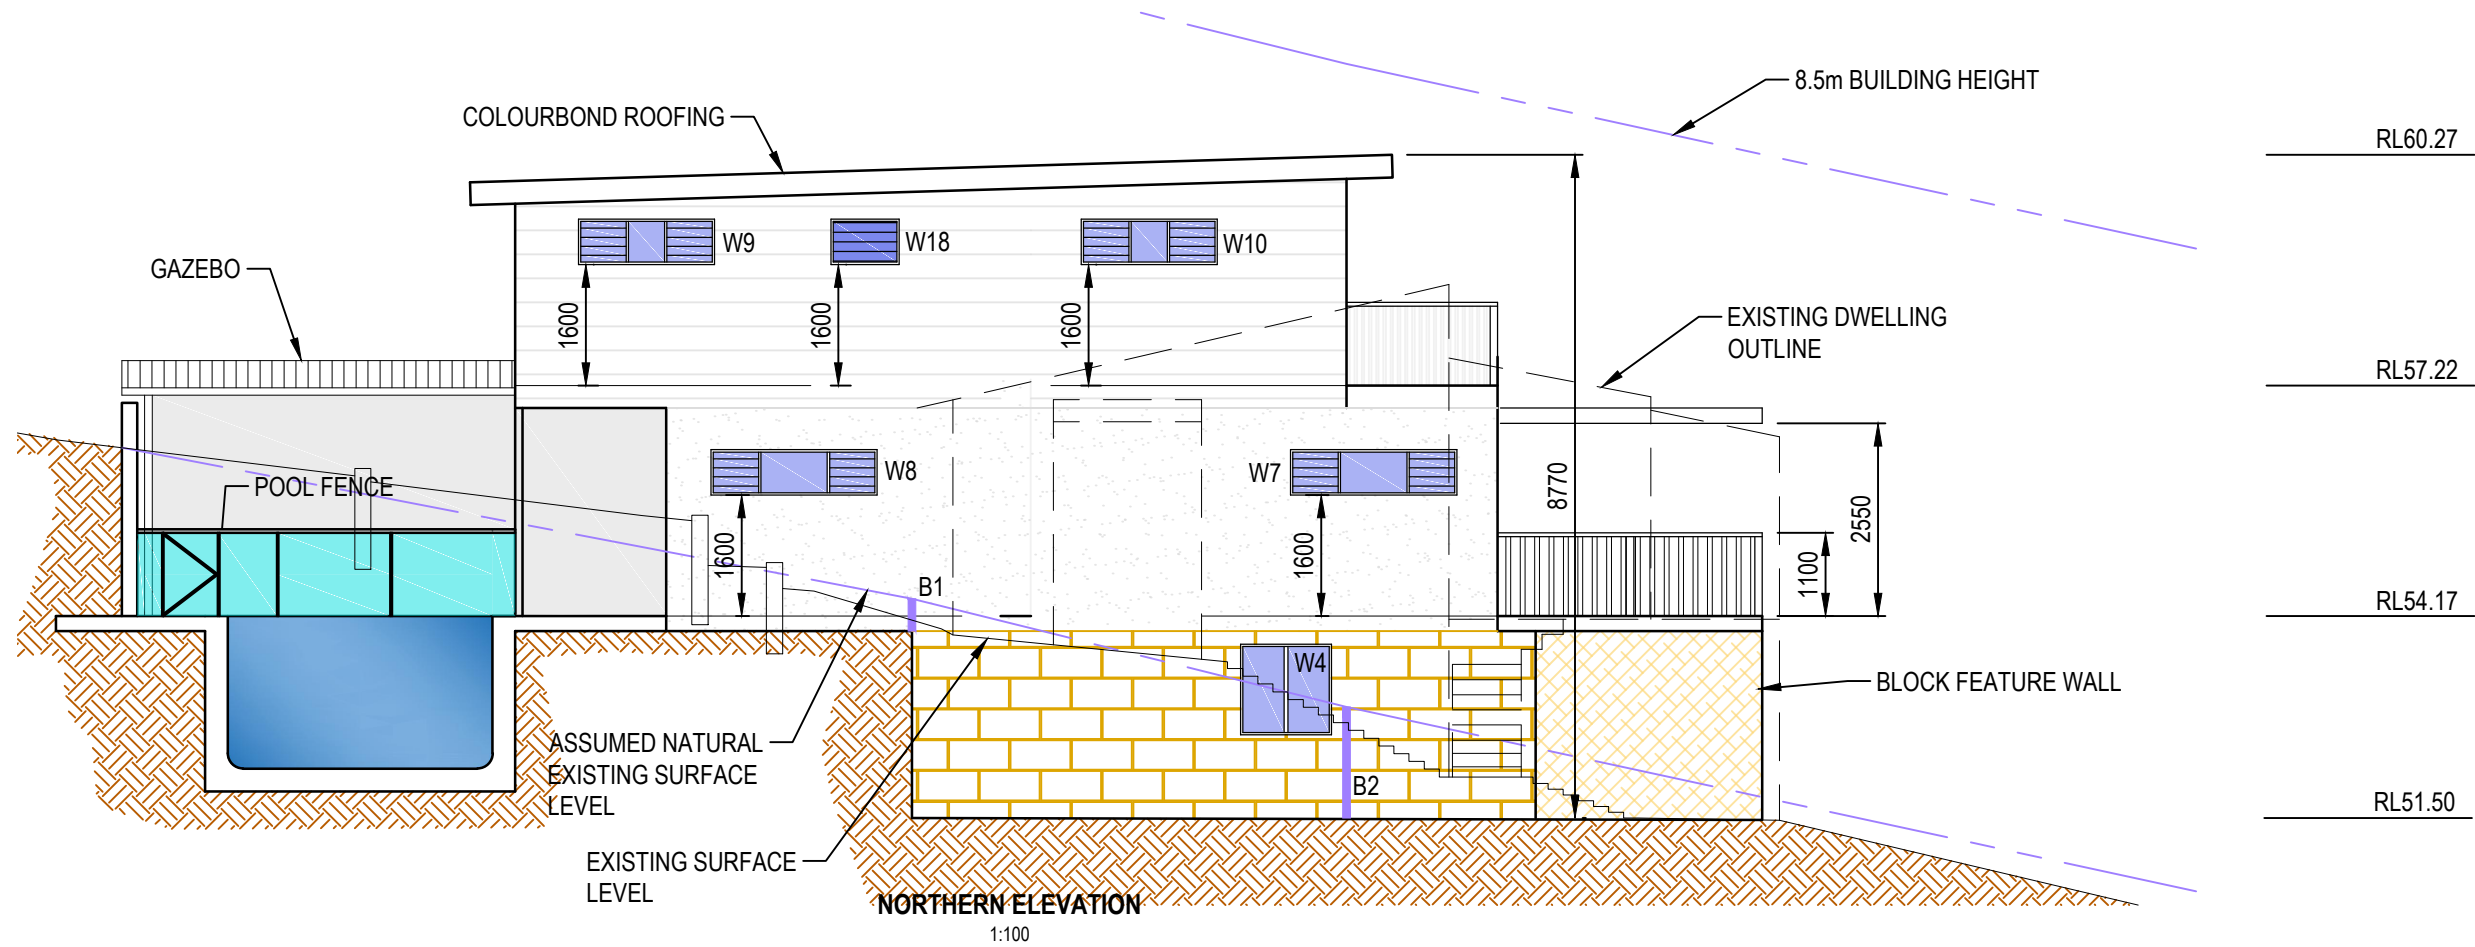 8.5m BUILDING HEIGHT
COLOURBOND ROOFING
RL60.27
W9
W18
W10
GAZEBO
1600
1600
1600
EXISTING DWELLING
OUTLINE
RL57.22
W8
W7
POOL FENCE
8770
2550
1600
1600
1100
B1
RL54.17
W4
BLOCK FEATURE WALL
ASSUMED NATURAL
EXISTING SURFACE
LEVEL
B2
RL51.50
EXISTING SURFACE
LEVEL
NORTHERN ELEVATION
1:100